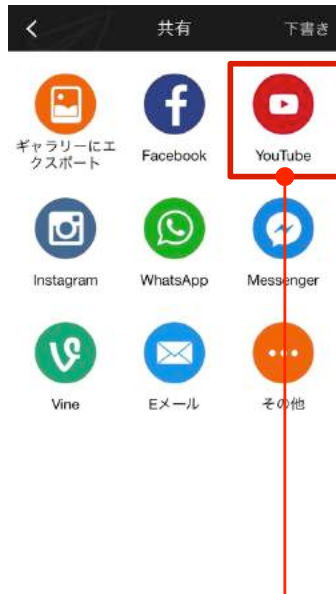 共有
下書き
ギャラリーにエ
クスポート
Facebook
YouTube
Instagram
WhatsApp
Messenger
Vine
Eメール
その他